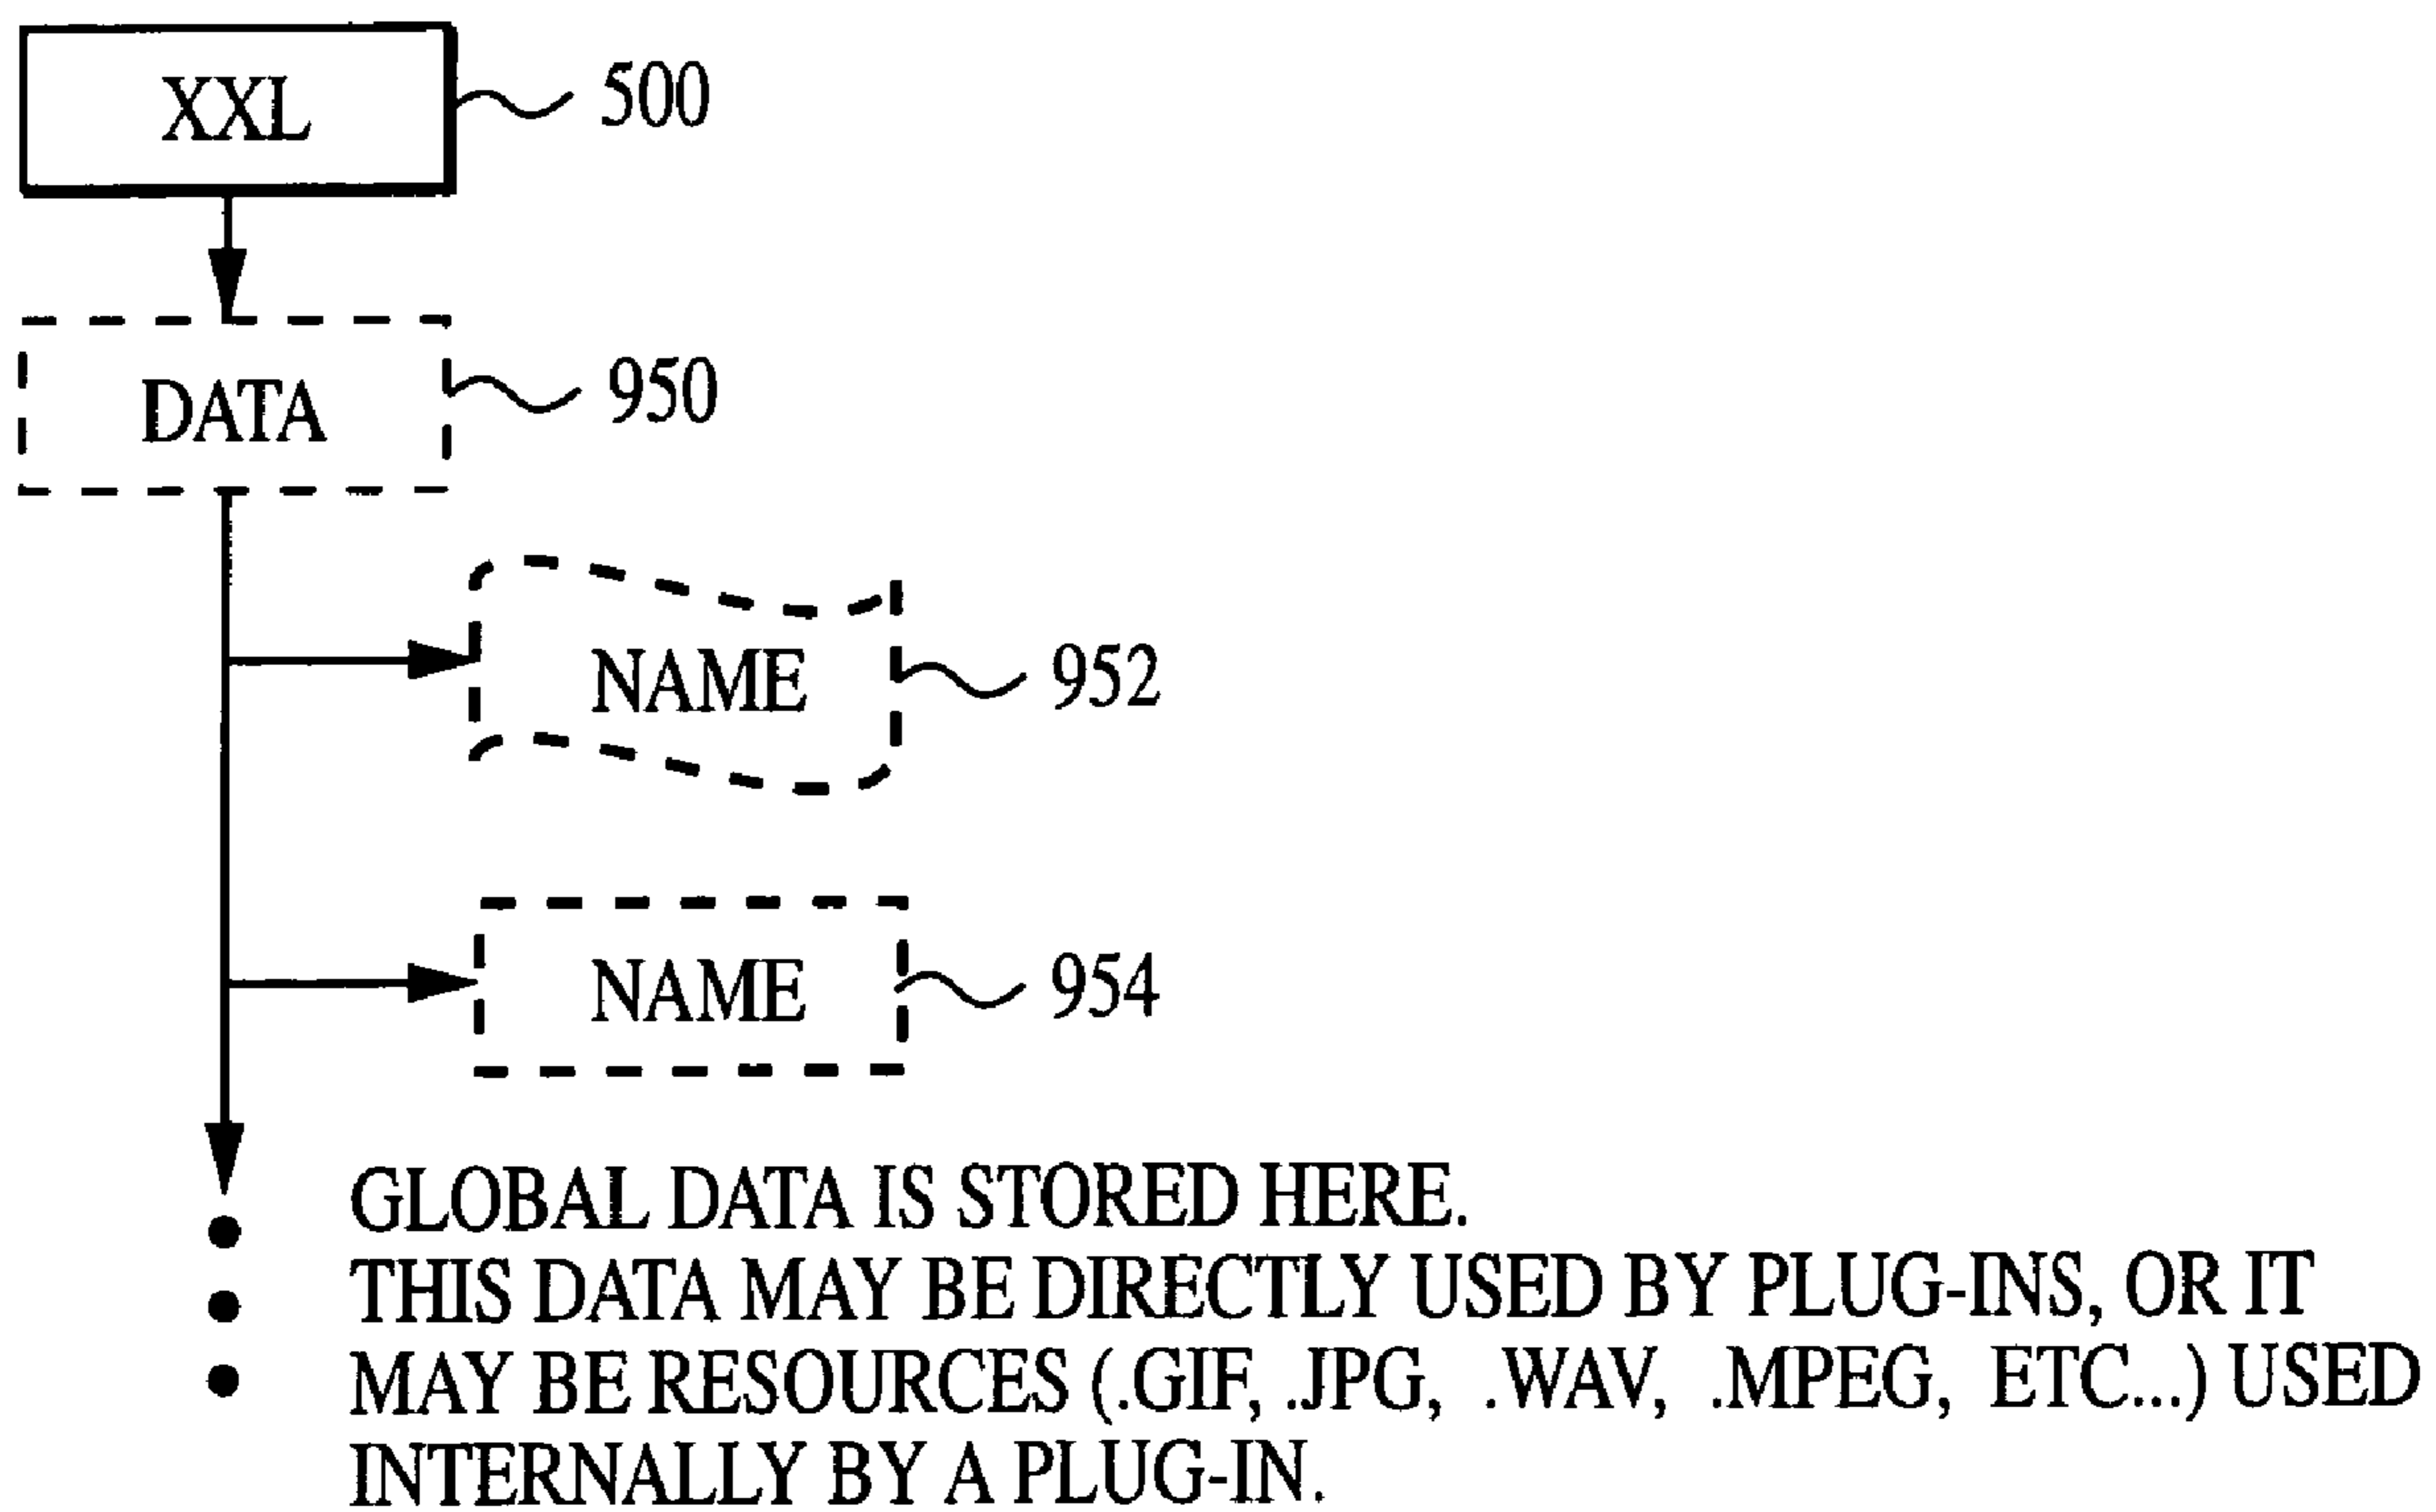 XXL
500
DATA
950
NAME
952
NAME
954
GLOBAL DATA IS STORED HERE.
THIS DATA MAY BE DIRECTLY USED BY PLUG-INS, OR IT
MAY BE RESOURCES (.GIF, .JPG, .WAV, .MPEG, ETC...) USED
INTERNALLY BY A PLUG-IN.